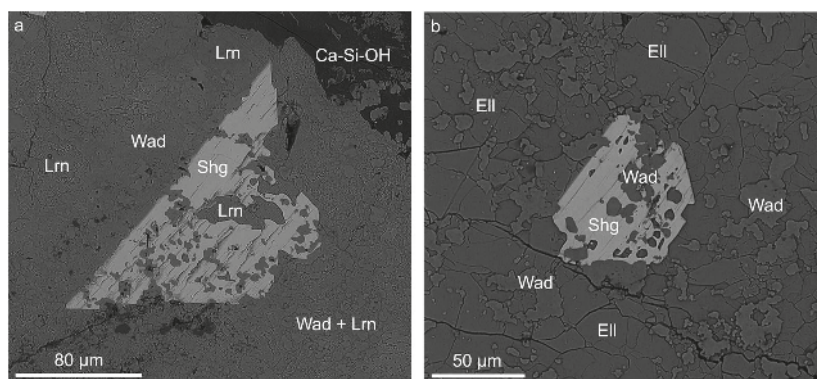 a
Lrn
Ca-Si-OH
Wad
Lrn
Shg
Lrn
Wad + Lrn
80 µm
b
Ell
Ell
Wad
Wad
Shg
Wad
Ell
50 µm